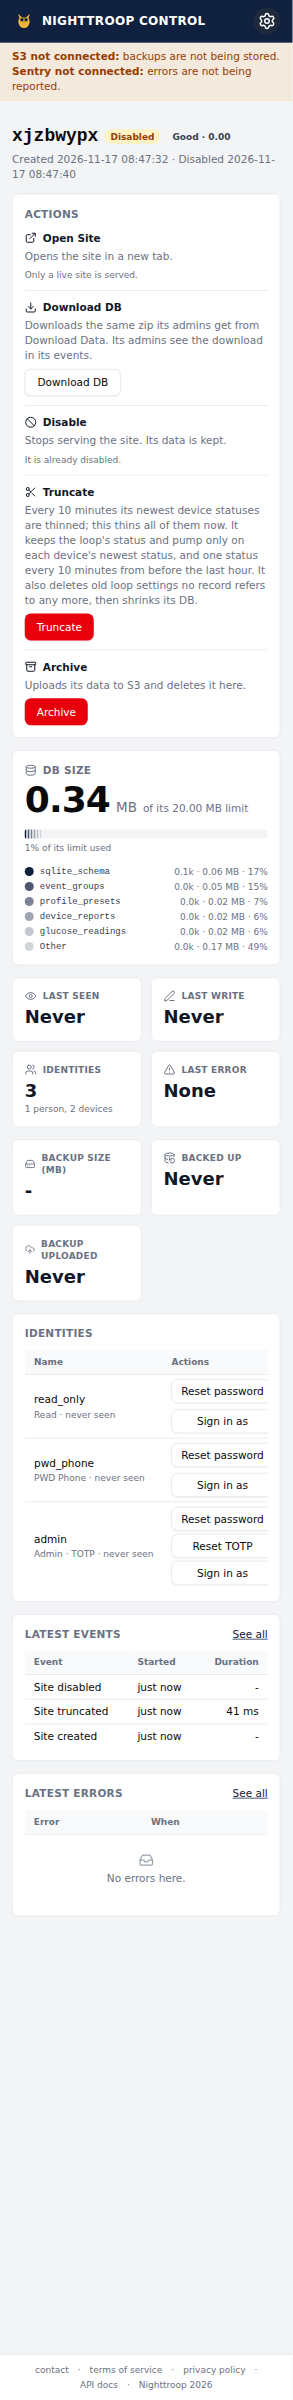 NIGHTTROOP CONTROL
S3 not connected: backups are not being stored.
Sentry not connected: errors are not being
reported.
xjzbwypx Disabled Good · 0.00
Created 2026-11-17 08:47:32 · Disabled 2026-11-
17 08:47:40
ACTIONS
Open Site
Opens the site in a new tab.
Only a live site is served.
Download DB
Downloads the same zip its admins get from
Download Data. Its admins see the download
in its events.
Download DB
Disable
Stops serving the site. Its data is kept.
It is already disabled.
Truncate
Every 10 minutes its newest device statuses
are thinned; this thins all of them now. It
keeps the loop's status and pump only on
each device's newest status, and one status
every 10 minutes from before the last hour. It
also deletes old loop settings no record refers
to any more, then shrinks its DB.
Truncate
Archive
Uploads its data to S3 and deletes it here.
Archive
DB SIZE
0.34 MB of its 20.00 MB limit
1% of its limit used
sqlite_schema 0.1k · 0.06 MB · 17%
event_groups 0.0k · 0.05 MB · 15%
profile_presets 0.0k · 0.02 MB · 7%
device_reports 0.0k · 0.02 MB · 6%
glucose_readings 0.0k · 0.02 MB · 6%
Other 0.0k · 0.17 MB · 49%
LAST SEEN
Never
LAST WRITE
Never
IDENTITIES
3
1 person, 2 devices
LAST ERROR
None
BACKUP SIZE
(MB)
-
BACKED UP
Never
BACKUP
UPLOADED
Never
IDENTITIES
Name Actions
read_only
Read · never seen
Reset password
Sign in as
pwd_phone
PWD Phone · never seen
Reset password
Sign in as
admin
Admin · TOTP · never seen
Reset password
Reset TOTP
Sign in as
LATEST EVENTS See all
Event Started Duration
Site disabled just now -
Site truncated just now 41 ms
Site created just now -
LATEST ERRORS See all
Error When
No errors here.
contact · terms of service · privacy policy ·
API docs · Nighttroop 2026